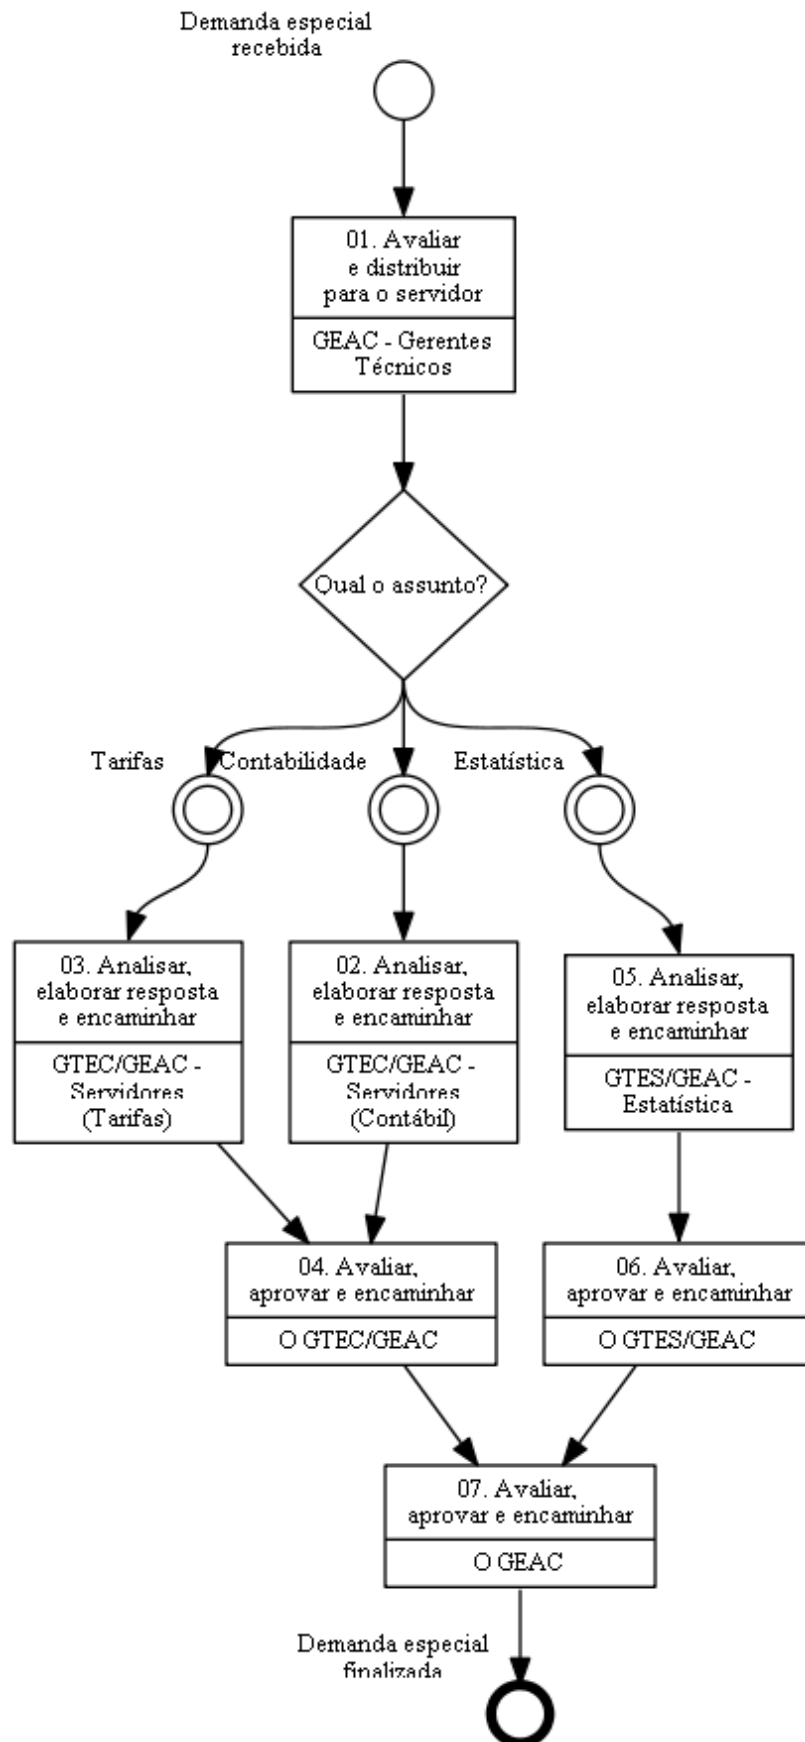 Demanda especial
recebida
01. Avaliar
e distribuir
para o servidor
GEAC - Gerentes
Técnicos
Qual o assunto?
Tarifas
Contabilidade
Estatística
03. Analisar,
elaborar resposta
e encaminhar
GTEC/GEAC -
Servidores
(Tarifas)
02. Analisar,
elaborar resposta
e encaminhar
GTEC/GEAC -
Servidores
(Contábil)
05. Analisar,
elaborar resposta
e encaminhar
GTES/GEAC -
Estatística
04. Avaliar,
aprovar e encaminhar
O GTEC/GEAC
06. Avaliar,
aprovar e encaminhar
O GTES/GEAC
07. Avaliar,
aprovar e encaminhar
O GEAC
Demanda especial
finalizada